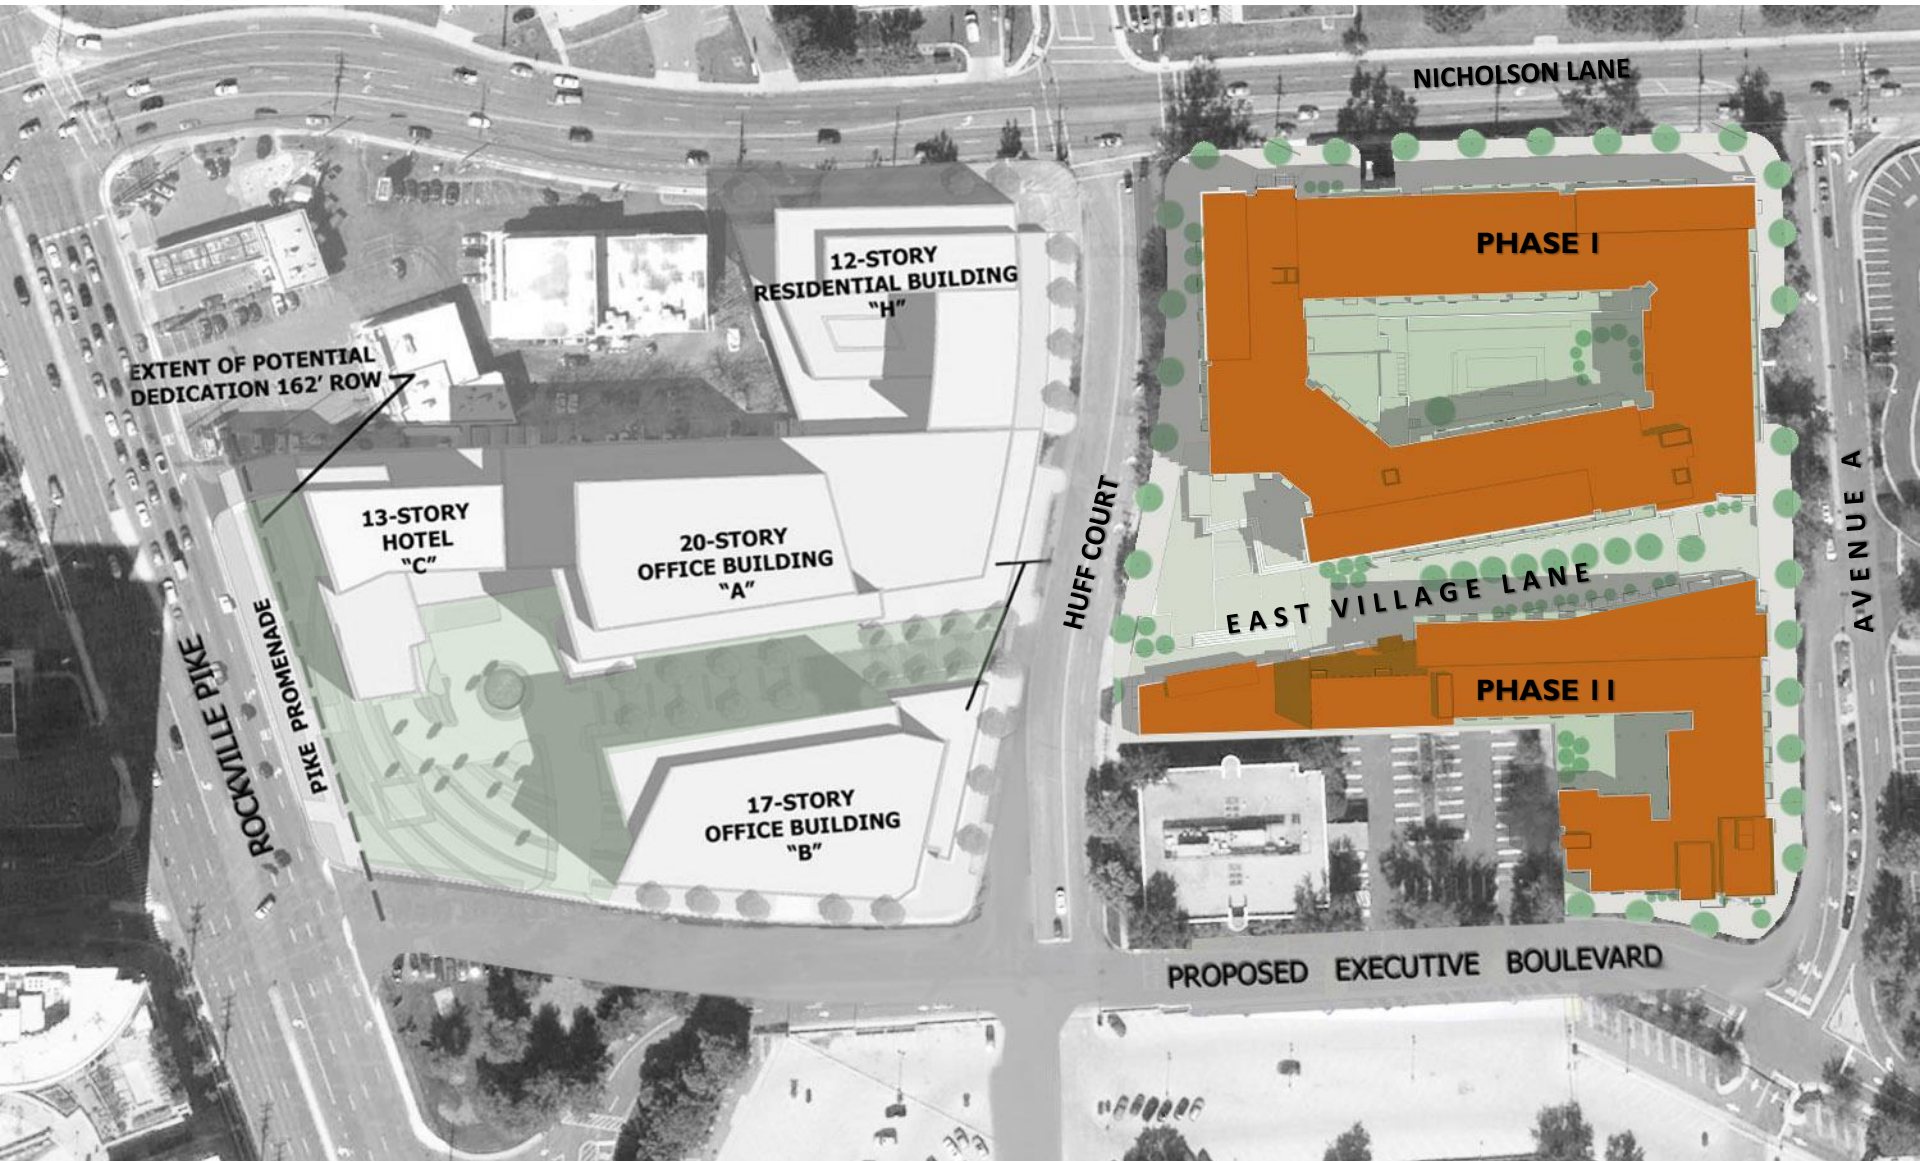 NICHOLSON LANE
PHASE I
12-STORY
RESIDENTIAL BUILDING
“H”
EXTENT OF POTENTIAL
DEDICATION 162’ ROW
13-STORY
HOTEL
“C”
20-STORY
OFFICE BUILDING
“A”
HUFF COURT
EAST VILLAGE LANE
AVENUE A
ROCKVILLE PIKE
PIKE PROMENADE
PHASE II
17-STORY
OFFICE BUILDING
“B”
PROPOSED EXECUTIVE BOULEVARD